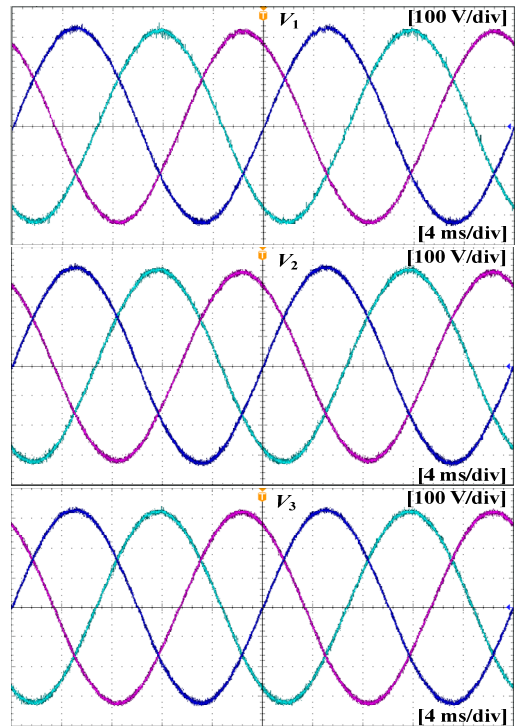 T
V1 [100 V/div]
[4 ms/div]
T
V2 [100 V/div]
[4 ms/div]
T
V3 [100 V/div]
[4 ms/div]